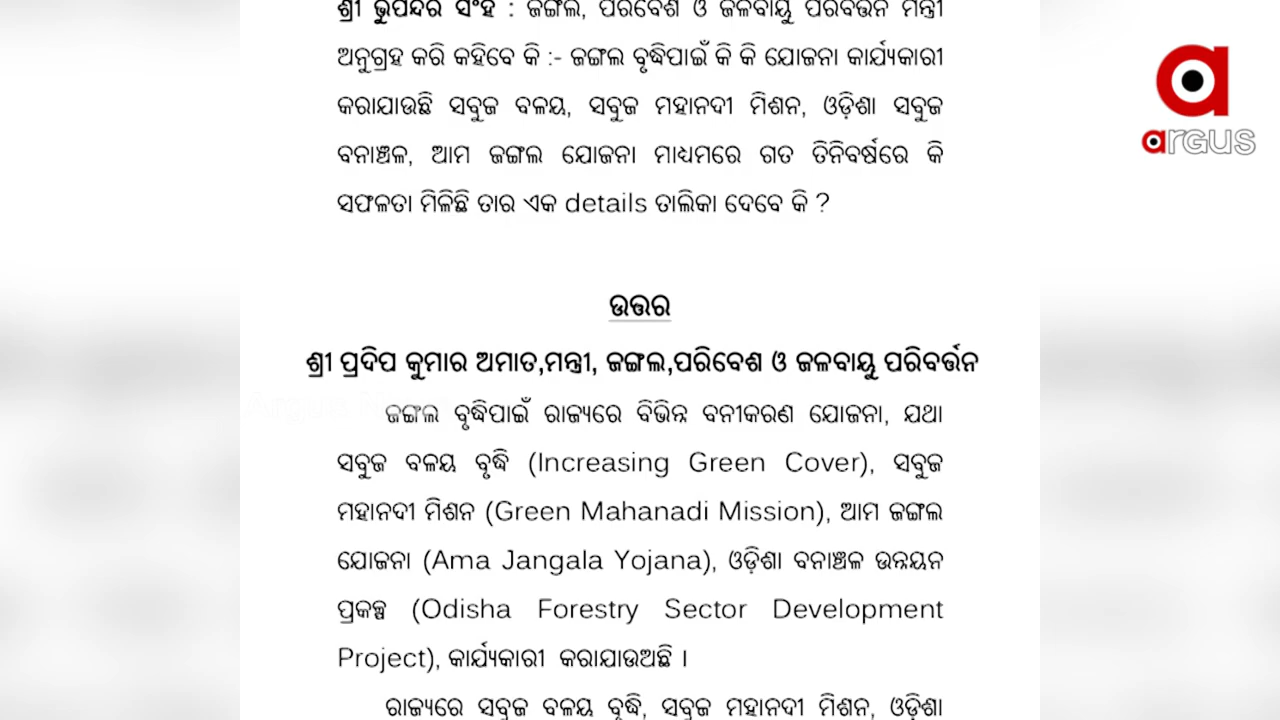 ଶ୍ରୀ ଭୁପିନ୍ଦର ସିଂହ : ଜଙ୍ଗଲ, ପରିବେଶ ଓ ଜଳବାୟୁ ପରିବର୍ତ୍ତନ ମନ୍ତ୍ରୀ
ଅନୁଗ୍ରହ କରି କହିବେ କି :- ଜଙ୍ଗଲ ବୃଦ୍ଧିପାଇଁ କି କି ଯୋଜନା କାର୍ଯ୍ୟକାରୀ
କରାଯାଉଛି ସବୁଜ ବଳୟ, ସବୁଜ ମହାନଦୀ ମିଶନ, ଓଡ଼ିଶା ସବୁଜ
ବନାଞ୍ଚଳ, ଆମ ଜଙ୍ଗଲ ଯୋଜନା ମାଧ୍ୟମରେ ଗତ ତିନିବର୍ଷରେ କି
ସଫଳତା ମିଳିଛି ତାର ଏକ details ତାଲିକା ଦେବେ କି ?
ଉତ୍ତର
ଶ୍ରୀ ପ୍ରଦିପ କୁମାର ଅମାତ,ମନ୍ତ୍ରୀ, ଜଙ୍ଗଲ,ପରିବେଶ ଓ ଜଳବାୟୁ ପରିବର୍ତ୍ତନ
ଜଙ୍ଗଲ ବୃଦ୍ଧିପାଇଁ ରାଜ୍ୟରେ ବିଭିନ୍ନ ବନୀକରଣ ଯୋଜନା, ଯଥା
ସବୁଜ ବଳୟ ବୃଦ୍ଧି (Increasing Green Cover), ସବୁଜ
ମହାନଦୀ ମିଶନ (Green Mahanadi Mission), ଆମ ଜଙ୍ଗଲ
ଯୋଜନା (Ama Jangala Yojana), ଓଡ଼ିଶା ବନାଞ୍ଚଳ ଉନ୍ନୟନ
ପ୍ରକଳ୍ପ (Odisha Forestry Sector Development
Project), କାର୍ଯ୍ୟକାରୀ କରାଯାଉଅଛି ।
ରାଜ୍ୟରେ ସବୁଜ ବଳୟ ବୃଦ୍ଧି, ସବୁଜ ମହାନଦୀ ମିଶନ, ଓଡ଼ିଶା
argus